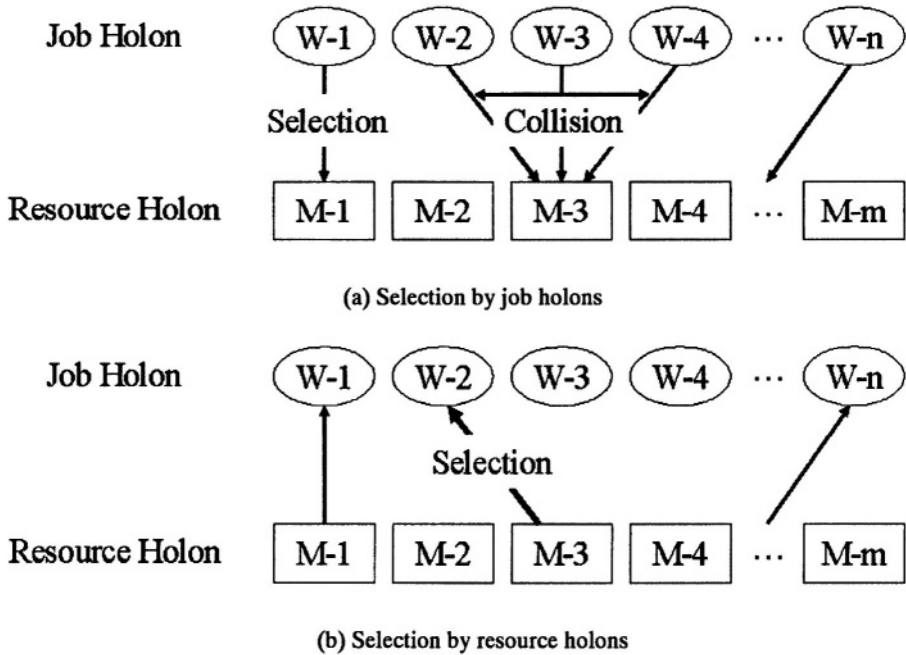 Job Holon W-1 W-2 W-3 W-4 ... W-n
Selection Collision
Resource Holon M-1 M-2 M-3 M-4 ... M-m
(a) Selection by job holons
Job Holon W-1 W-2 W-3 W-4 ... W-n
Selection
Resource Holon M-1 M-2 M-3 M-4 ... M-m
(b) Selection by resource holons